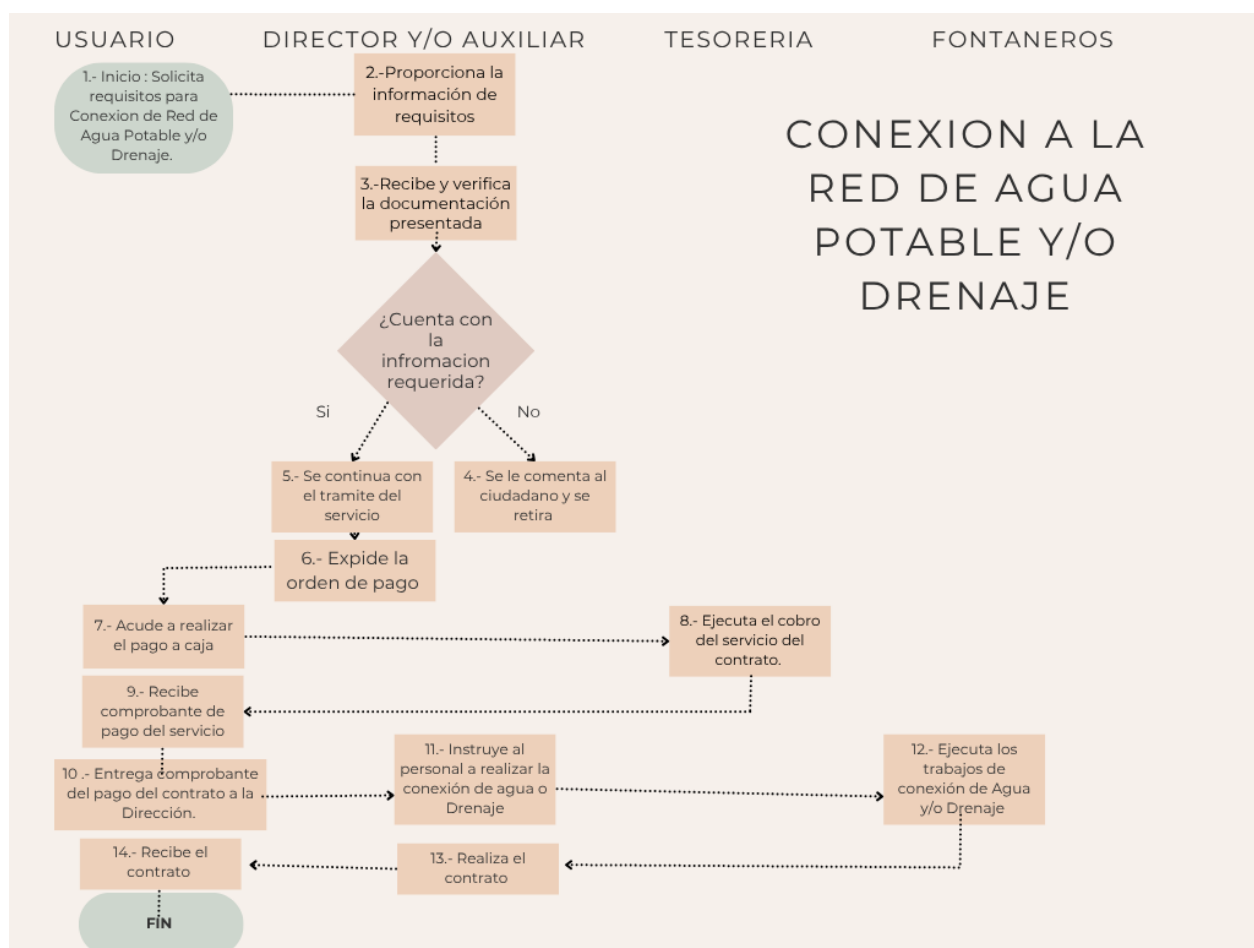 USUARIO
DIRECTOR Y/O AUXILIAR
TESORERIA
FONTANEROS
CONEXION A LA
RED DE AGUA
POTABLE Y/O
DRENAJE
1.- Inicio : Solicita
requisitos para
Conexion de Red de
Agua Potable y/o
Drenaje.
2.-Proporciona la
información de
requisitos
3.-Recibe y verifica
la documentación
presentada
¿Cuenta con
la
infromacion
requerida?
Si
No
5.- Se continua con
el tramite del
servicio
4.- Se le comenta al
ciudadano y se
retira
6.- Expide la
orden de pago
7.- Acude a realizar
el pago a caja
8.- Ejecuta el cobro
del servicio del
contrato.
9.- Recibe
comprobante de
pago del servicio
10 .- Entrega comprobante
del pago del contrato a la
Dirección.
11.- Instruye al
personal a realizar la
conexión de agua o
Drenaje
12.- Ejecuta los
trabajos de
conexión de Agua
y/o Drenaje
14.- Recibe el
contrato
13.- Realiza el
contrato
FIN